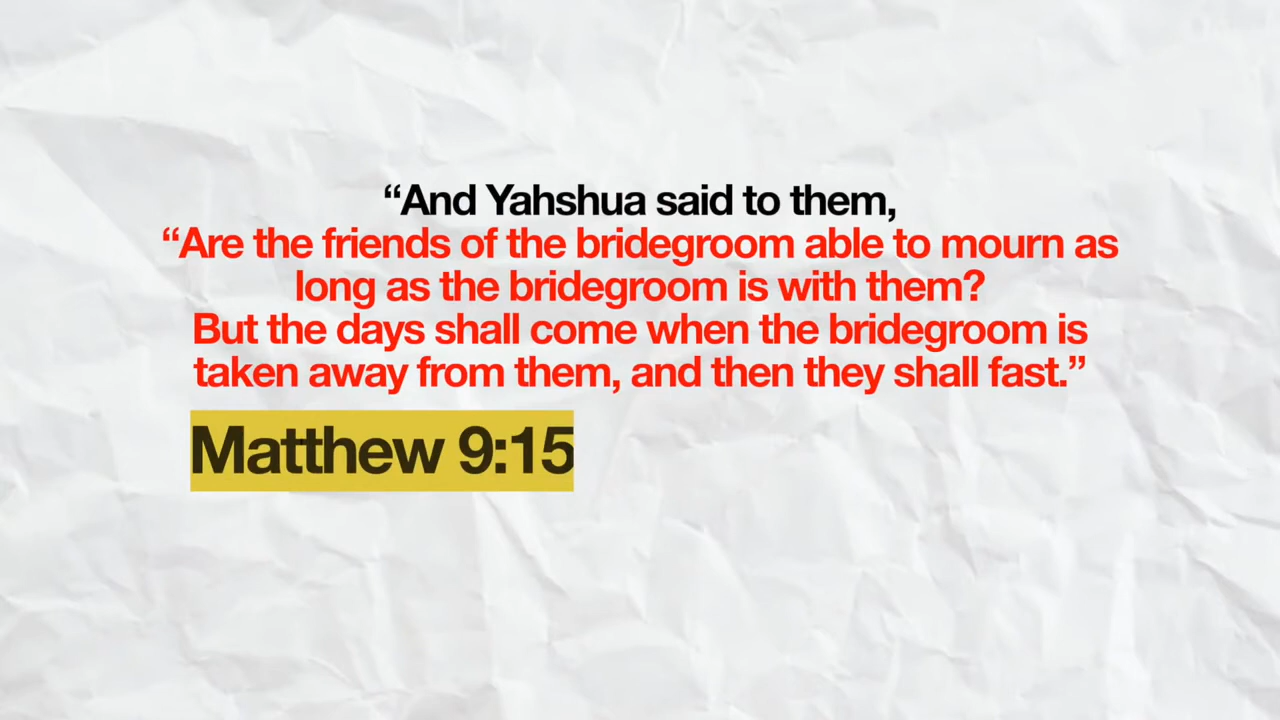 “And Yahshua said to them,
“Are the friends of the bridegroom able to mourn as
long as the bridegroom is with them?
But the days shall come when the bridegroom is
taken away from them, and then they shall fast.”
Matthew 9:15